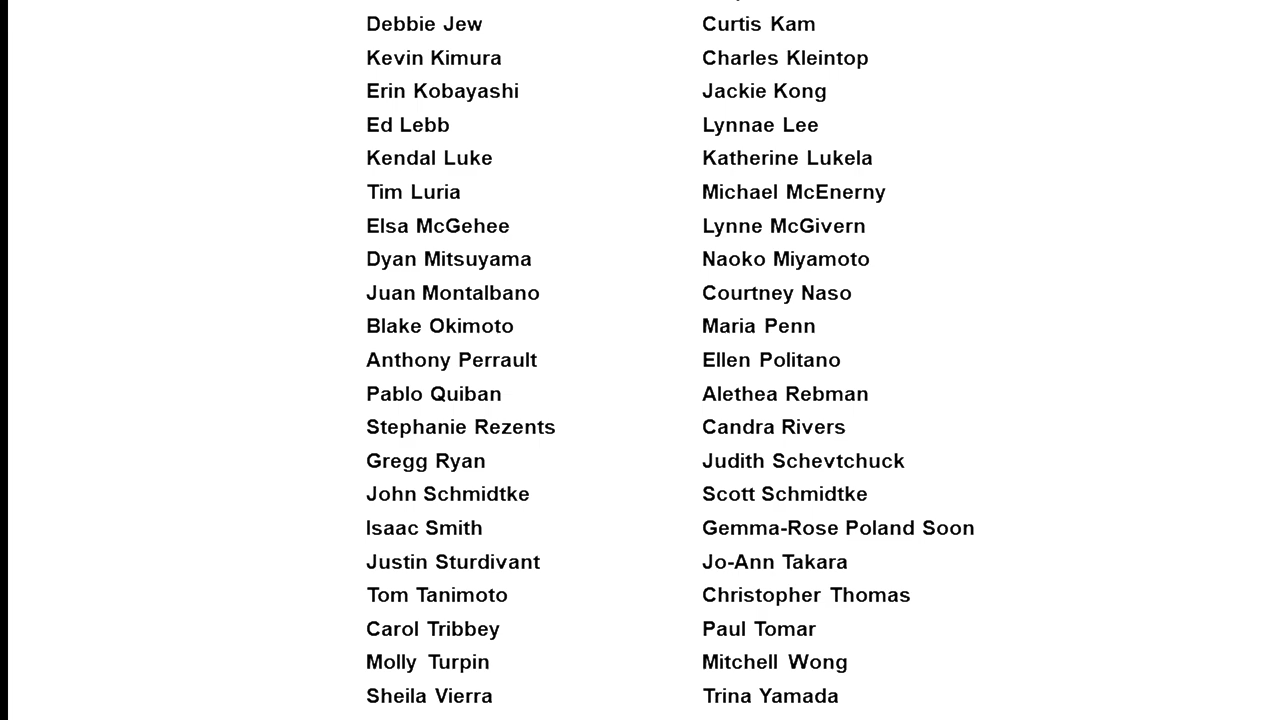 Debbie Jew Curtis Kam
Kevin Kimura Charles Kleintop
Erin Kobayashi Jackie Kong
Ed Lebb Lynnae Lee
Kendal Luke Katherine Lukela
Tim Luria Michael McEnerny
Elsa McGehee Lynne McGivern
Dyan Mitsuyama Naoko Miyamoto
Juan Montalbano Courtney Naso
Blake Okimoto Maria Penn
Anthony Perrault Ellen Politano
Pablo Quiban Alethea Rebman
Stephanie Rezents Candra Rivers
Gregg Ryan Judith Schevtchuck
John Schmidtke Scott Schmidtke
Isaac Smith Gemma-Rose Poland Soon
Justin Sturdivant Jo-Ann Takara
Tom Tanimoto Christopher Thomas
Carol Tribbey Paul Tomar
Molly Turpin Mitchell Wong
Sheila Vierra Trina Yamada